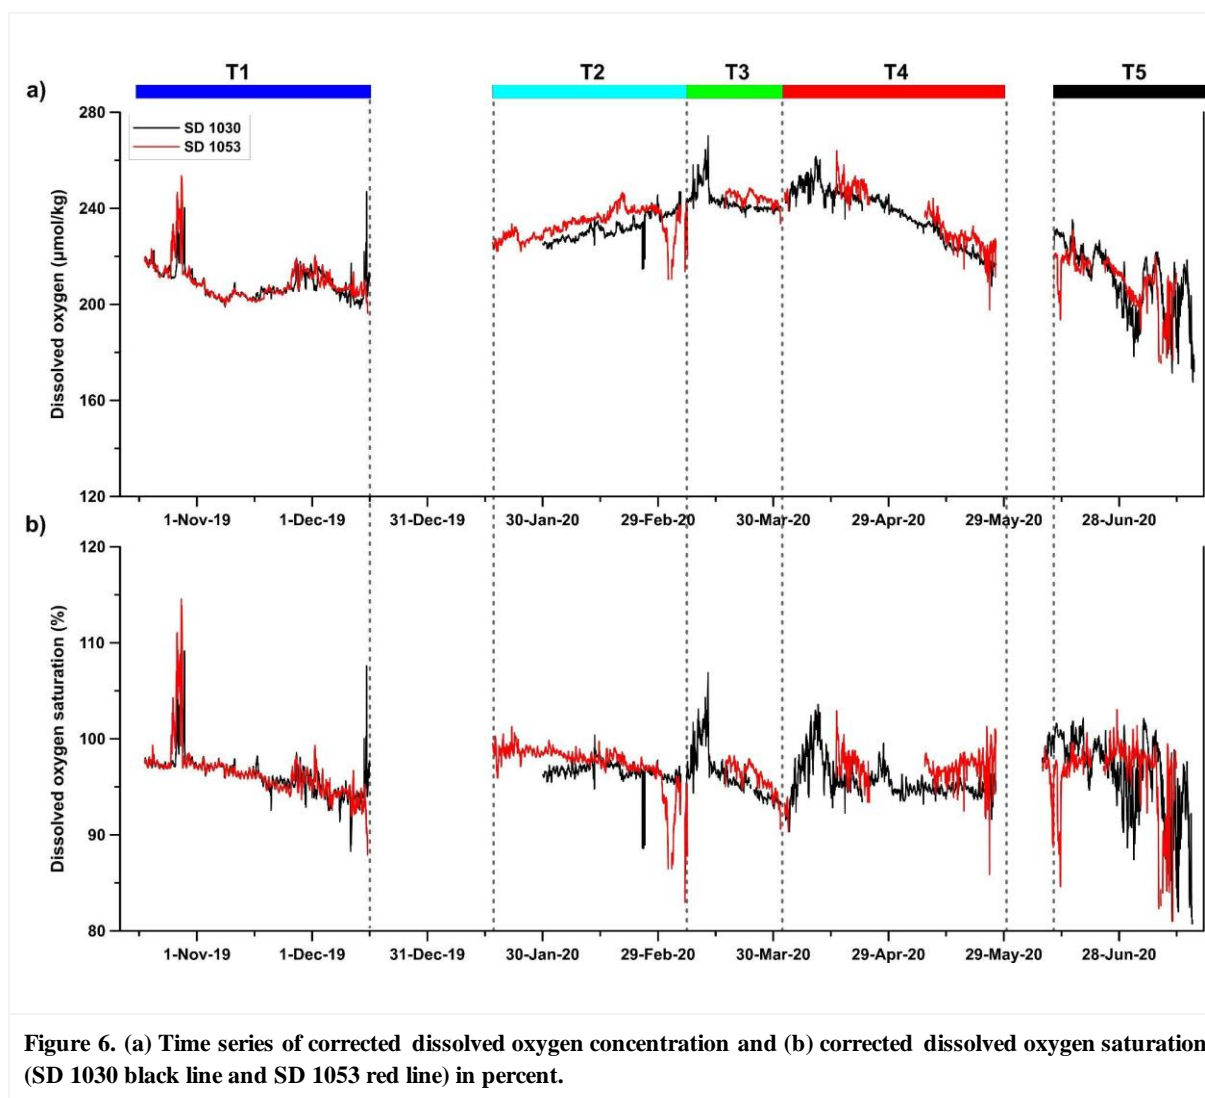 T1 T2 T3 T4 T5
a)
280
SD 1030
SD 1053
240
200
160
120
Dissolved oxygen (µmol/kg)
1-Nov-19 1-Dec-19 31-Dec-19 30-Jan-20 29-Feb-20 30-Mar-20 29-Apr-20 29-May-20 28-Jun-20
b)
120
110
100
90
80
Dissolved oxygen saturation (%)
1-Nov-19 1-Dec-19 31-Dec-19 30-Jan-20 29-Feb-20 30-Mar-20 29-Apr-20 29-May-20 28-Jun-20
Figure 6. (a) Time series of corrected dissolved oxygen concentration and (b) corrected dissolved oxygen saturation
(SD 1030 black line and SD 1053 red line) in percent.